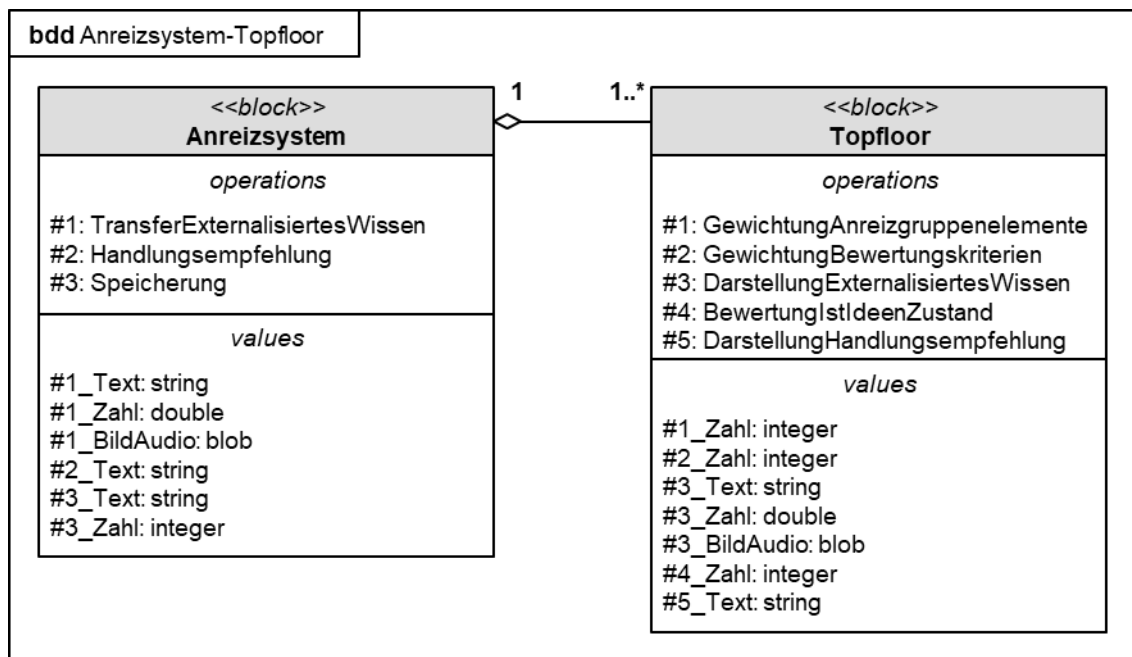 bdd Anreizsystem-Topfloor
1
1..*
<<block>>
Anreizsystem
operations
#1: TransferExternalisiertesWissen
#2: Handlungsempfehlung
#3: Speicherung
values
#1_Text: string
#1_Zahl: double
#1_BildAudio: blob
#2_Text: string
#3_Text: string
#3_Zahl: integer
<<block>>
Topfloor
operations
#1: GewichtungAnreizgruppenelemente
#2: GewichtungBewertungskriterien
#3: DarstellungExternalisiertesWissen
#4: BewertungIstIdeenZustand
#5: DarstellungHandlungsempfehlung
values
#1_Zahl: integer
#2_Zahl: integer
#3_Text: string
#3_Zahl: double
#3_BildAudio: blob
#4_Zahl: integer
#5_Text: string